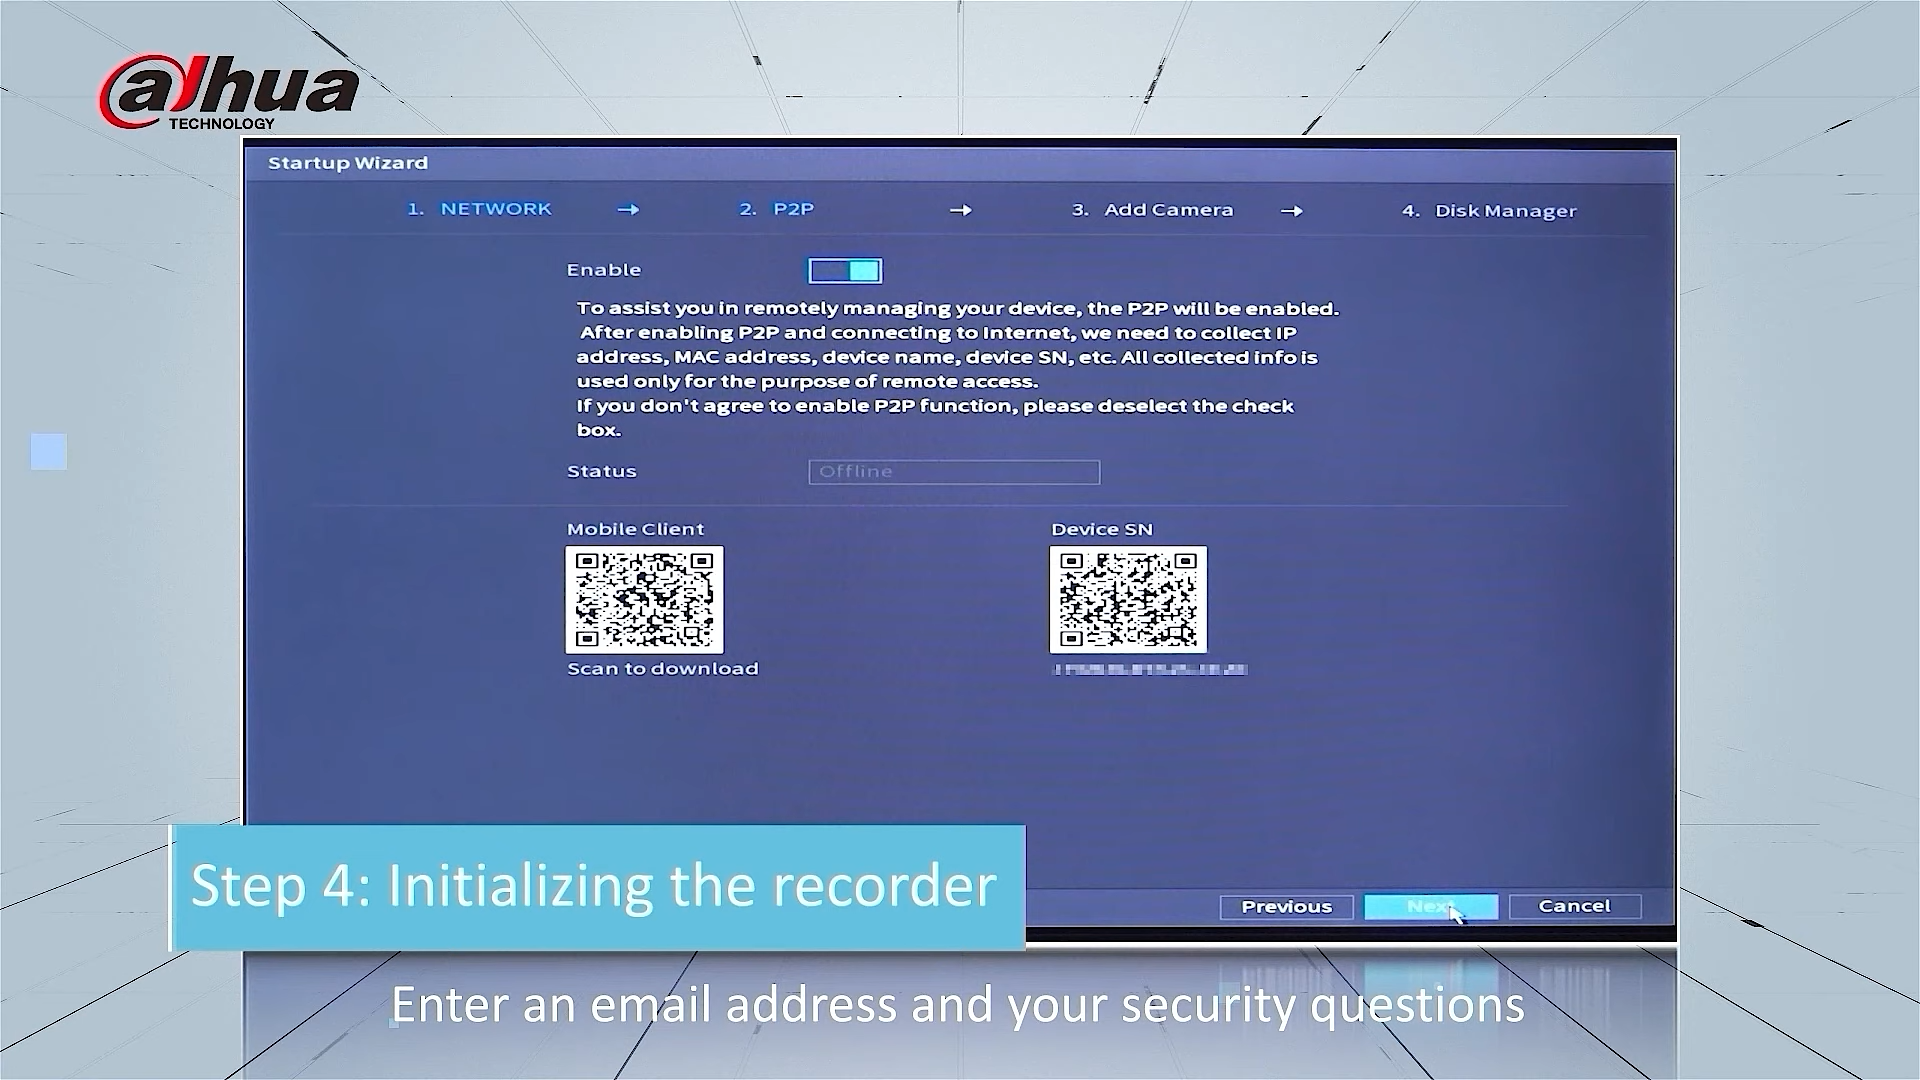 alhua
TECHNOLOGY
Startup Wizard
1. NETWORK → 2. P2P → 3. Add Camera → 4. Disk Manager
Enable
To assist you in remotely managing your device, the P2P will be enabled.
After enabling P2P and connecting to Internet, we need to collect IP
address, MAC address, device name, device SN, etc. All collected info is
used only for the purpose of remote access.
If you don't agree to enable P2P function, please deselect the check
box.
Status Offline
Mobile Client Device SN
Scan to download
Step 4: Initializing the recorder
Previous Next Cancel
Enter an email address and your security questions